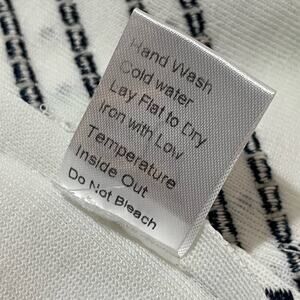 Hand Wash
Cold water
Lay Flat to Dry
Iron with Low
Temperature
Inside Out
Do Not Bleach